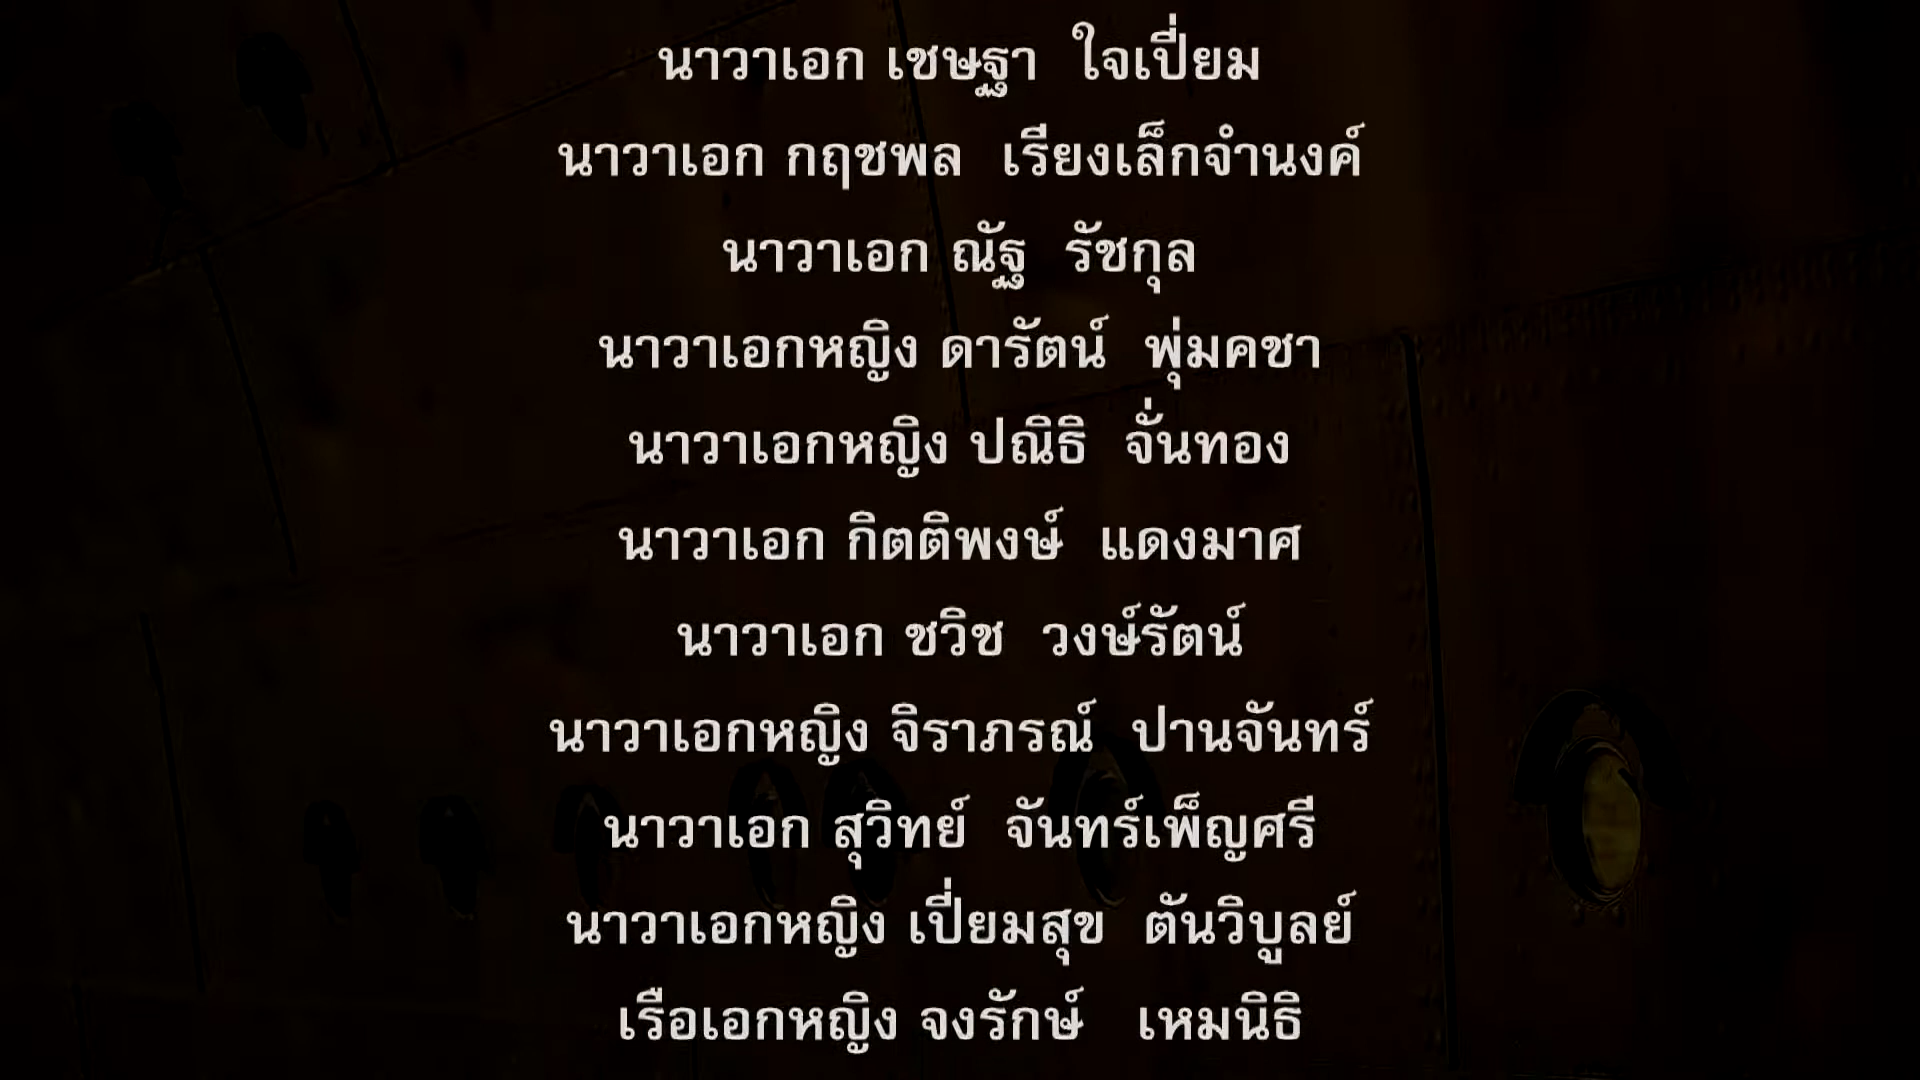 นาวาเอก เชษฐา  ใจเปี่ยม
นาวาเอก กฤชพล  เรียงเล็กจำนงค์
นาวาเอก ณัฐ  รัชกุล
นาวาเอกหญิง ดารัตน์  พุ่มคชา
นาวาเอกหญิง ปณิธิ  จั่นทอง
นาวาเอก กิตติพงษ์  แดงมาศ
นาวาเอก ชวิช  วงษ์รัตน์
นาวาเอกหญิง จิราภรณ์  ปานจันทร์
นาวาเอก สุวิทย์  จันทร์เพ็ญศรี
นาวาเอกหญิง เปี่ยมสุข  ตันวิบูลย์
เรือเอกหญิง จงรักษ์  เหมนิธิ